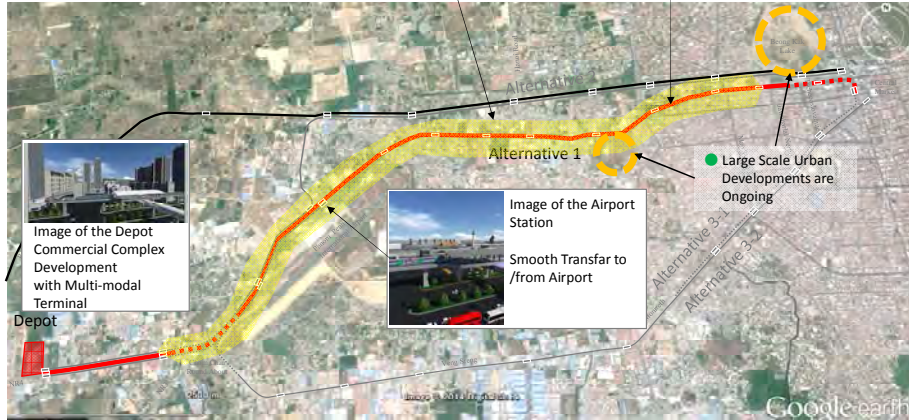 Alternative
Alternative 1
Large Scale Urban
Developments are
Ongoing
Image of the Airport
Station
Smooth Transfar to
/from Airport
Image of the Depot
Commercial Complex
Development
with Multi-modal
Terminal
Depot
Alternative 3-1
Alternative 3-2
Google earth